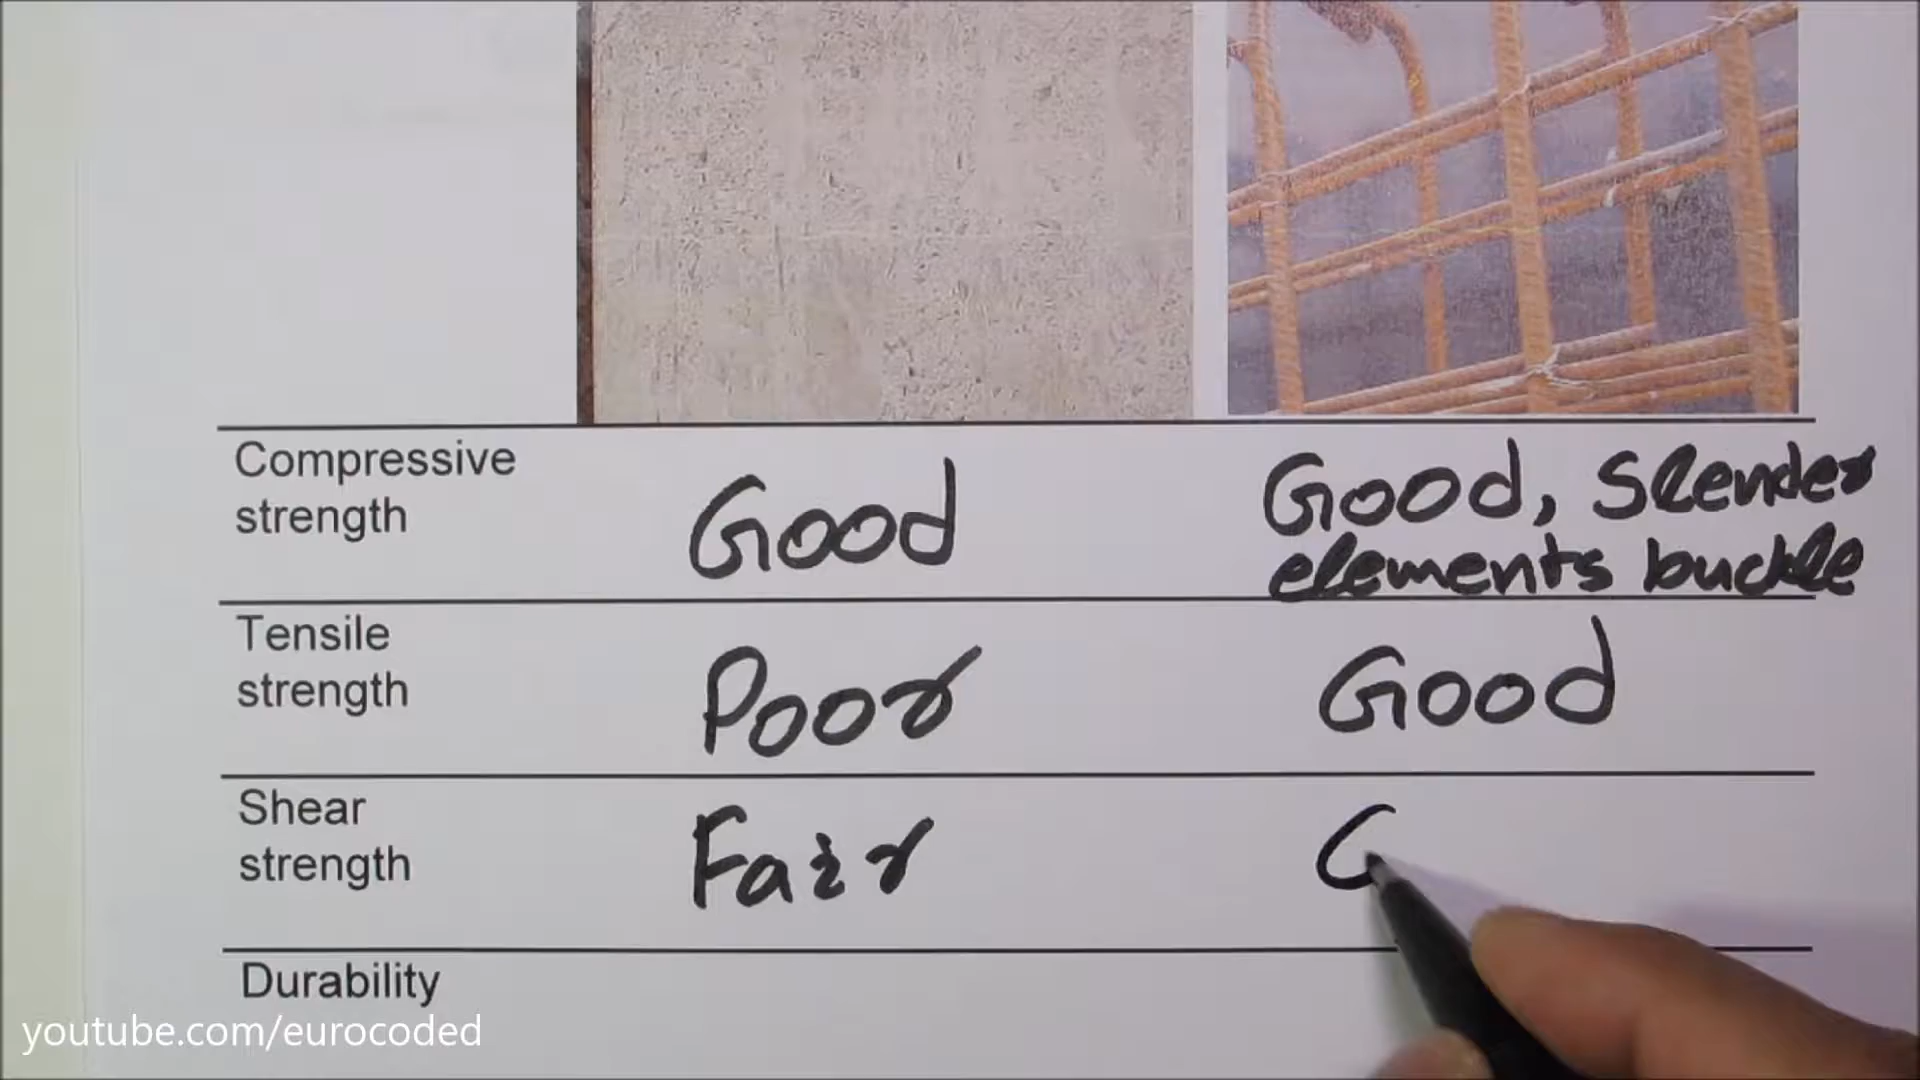 Compressive
strength
Good
Good, Slender
elements buckle
Tensile
strength
Poor
Good
Shear
strength
Fair
G
Durability
youtube.com/eurocoded